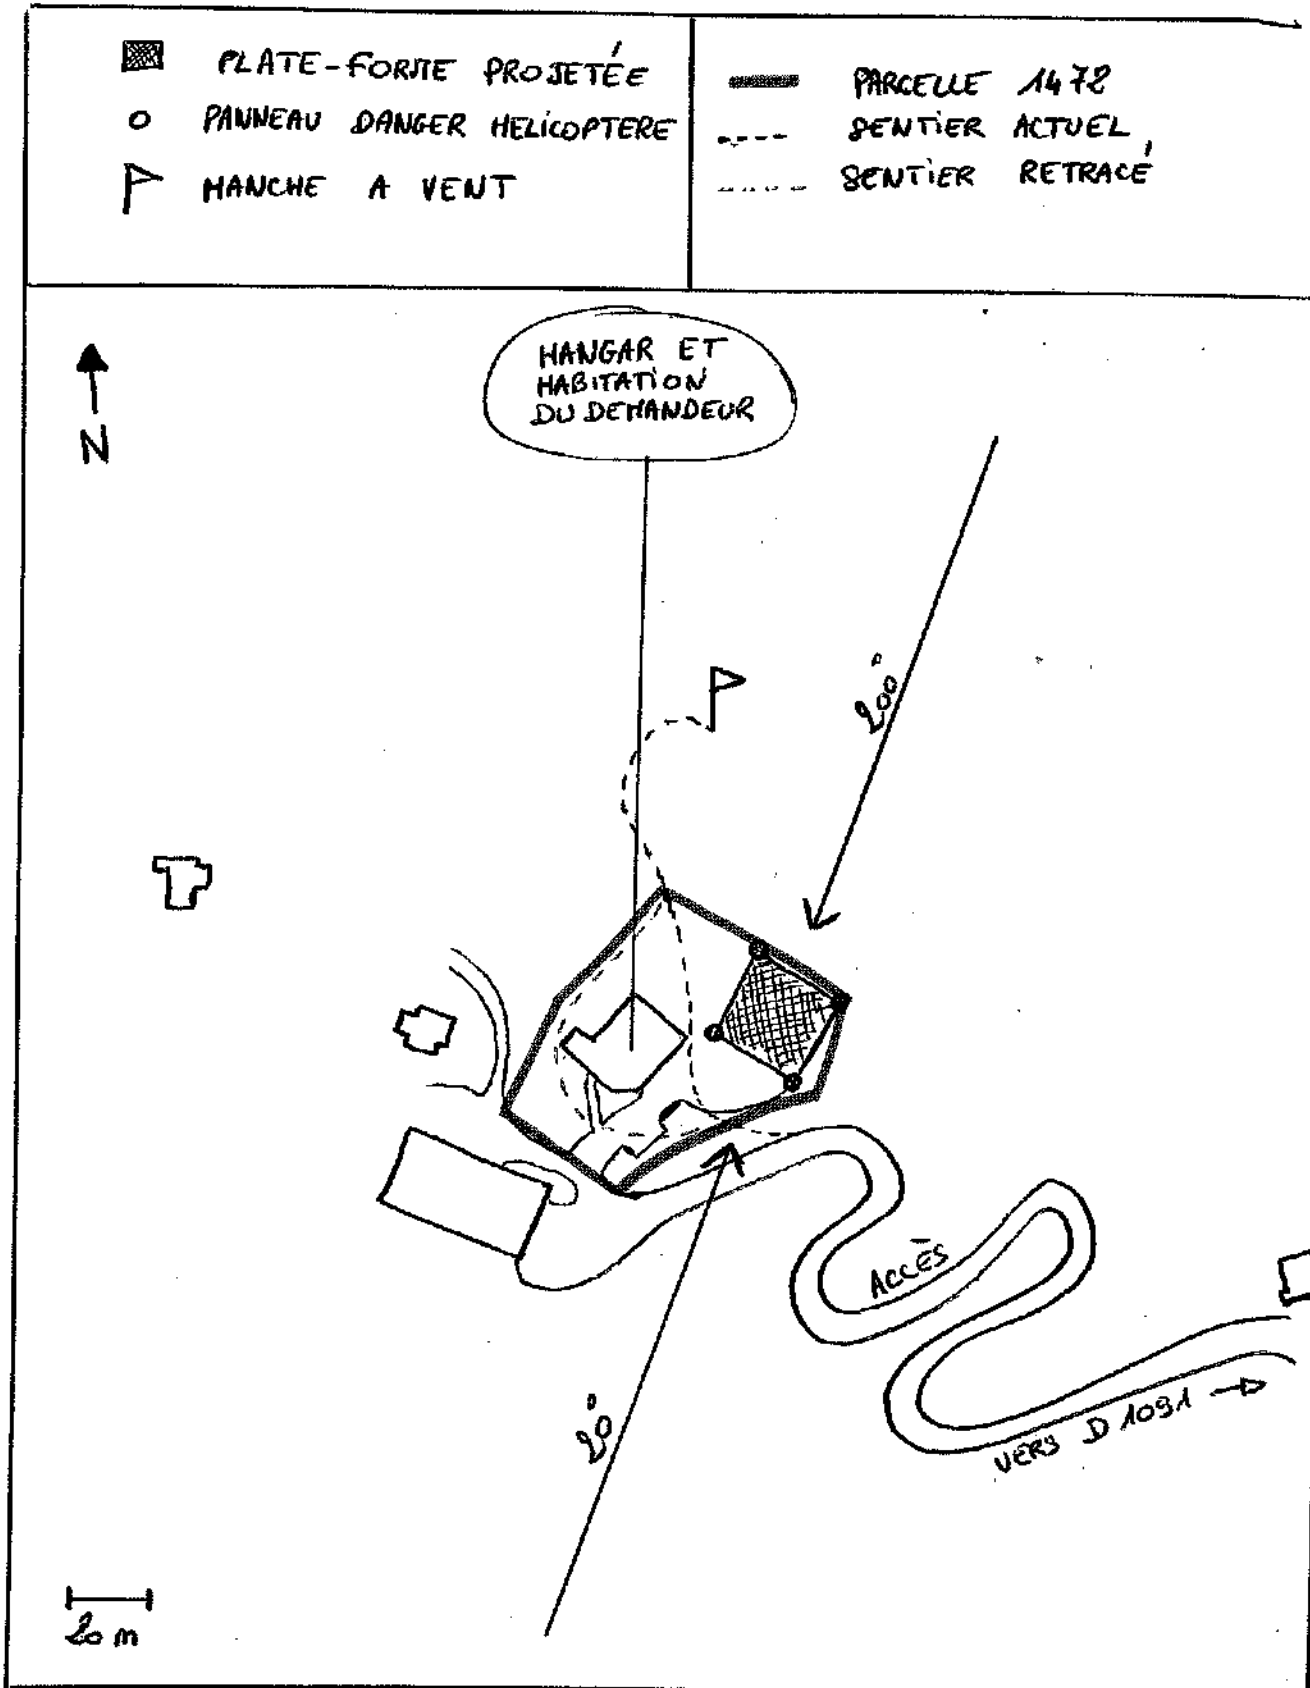 PLATE-FORME PROJETÉE
PANNEAU DANGER HELICOPTERE
MANCHE A VENT
PARCELLE 1472
SENTIER ACTUEL
SENTIER RETRACÉ
N
HANGAR ET
HABITATION
DU DEMANDEUR
200°
20°
ACCÈS
VERS D 1091 →
20 m